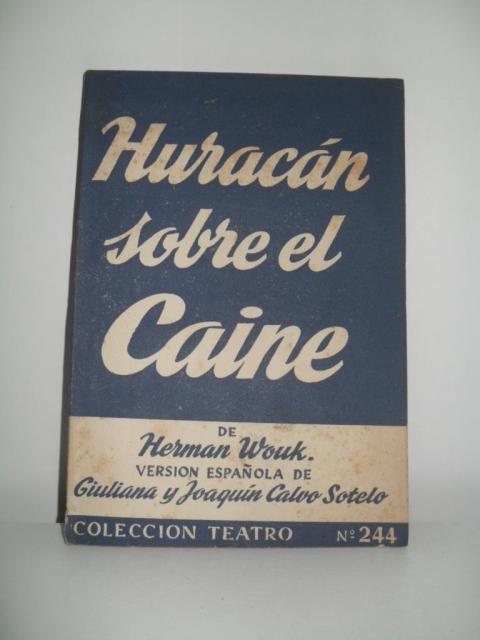 Huracán
sobre el
Caine
DE
Herman Wouk.
VERSION ESPAÑOLA DE
Giuliana y Joaquín Calvo Sotelo
COLECCION TEATRO Nº 244